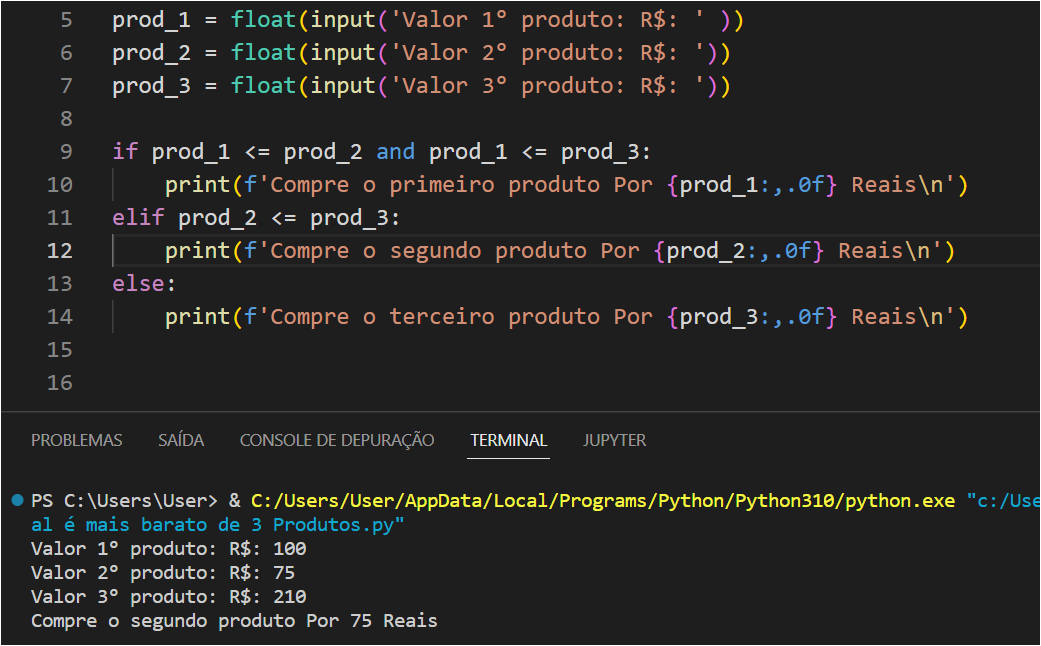 5 prod_1 = float(input('Valor 1º produto: R$: ' ))
6 prod_2 = float(input('Valor 2º produto: R$: '))
7 prod_3 = float(input('Valor 3º produto: R$: '))
8
9 if prod_1 <= prod_2 and prod_1 <= prod_3:
10     print(f'Compre o primeiro produto Por {prod_1:,.0f} Reais\n')
11 elif prod_2 <= prod_3:
12     print(f'Compre o segundo produto Por {prod_2:,.0f} Reais\n')
13 else:
14     print(f'Compre o terceiro produto Por {prod_3:,.0f} Reais\n')
15
16
PROBLEMAS SAÍDA CONSOLE DE DEPURAÇÃO TERMINAL JUPYTER
PS C:\Users\User> & C:/Users/User/AppData/Local/Programs/Python/Python310/python.exe "c:/Use
al é mais barato de 3 Produtos.py"
Valor 1º produto: R$: 100
Valor 2º produto: R$: 75
Valor 3º produto: R$: 210
Compre o segundo produto Por 75 Reais